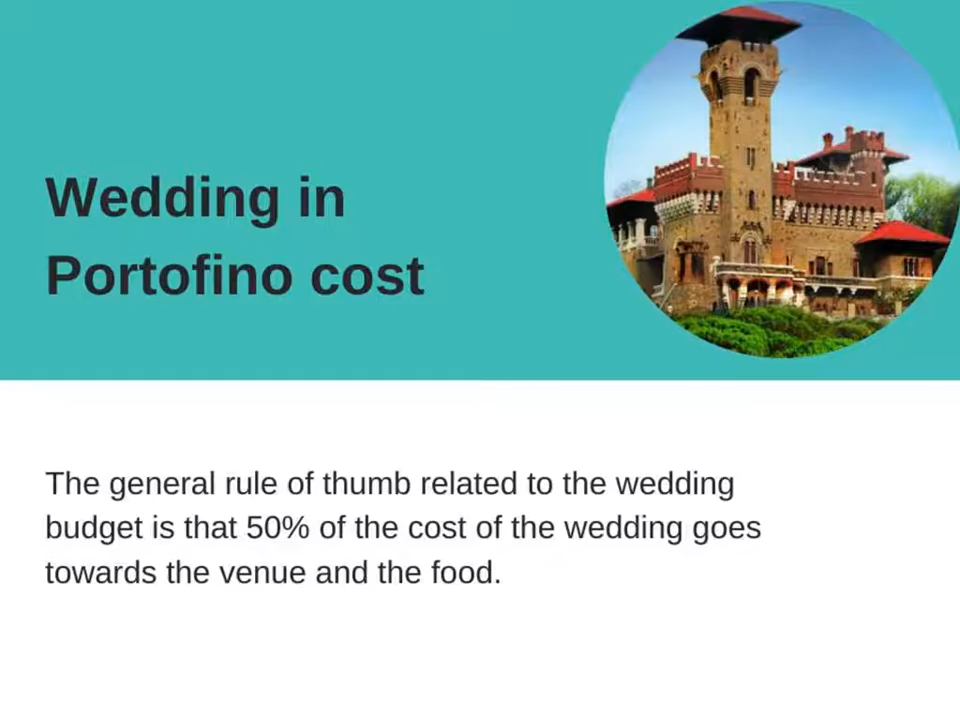 Wedding in
Portofino cost
The general rule of thumb related to the wedding
budget is that 50% of the cost of the wedding goes
towards the venue and the food.